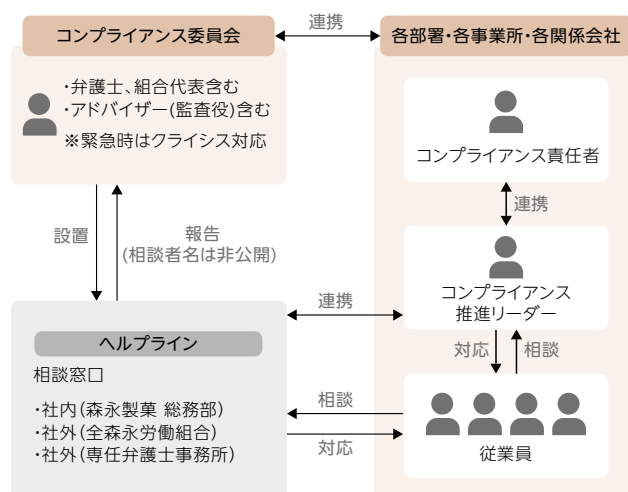 コンプライアンス委員会
連携
各部署・各事業所・各関係会社
・弁護士、組合代表含む
・アドバイザー(監査役)含む
※緊急時はクライシス対応
コンプライアンス責任者
連携
設置
報告
(相談者名は非公開)
連携
コンプライアンス
推進リーダー
ヘルプライン
対応
相談
相談窓口
・社内(森永製菓 総務部)
・社外(全森永労働組合)
・社外(専任弁護士事務所)
相談
対応
従業員